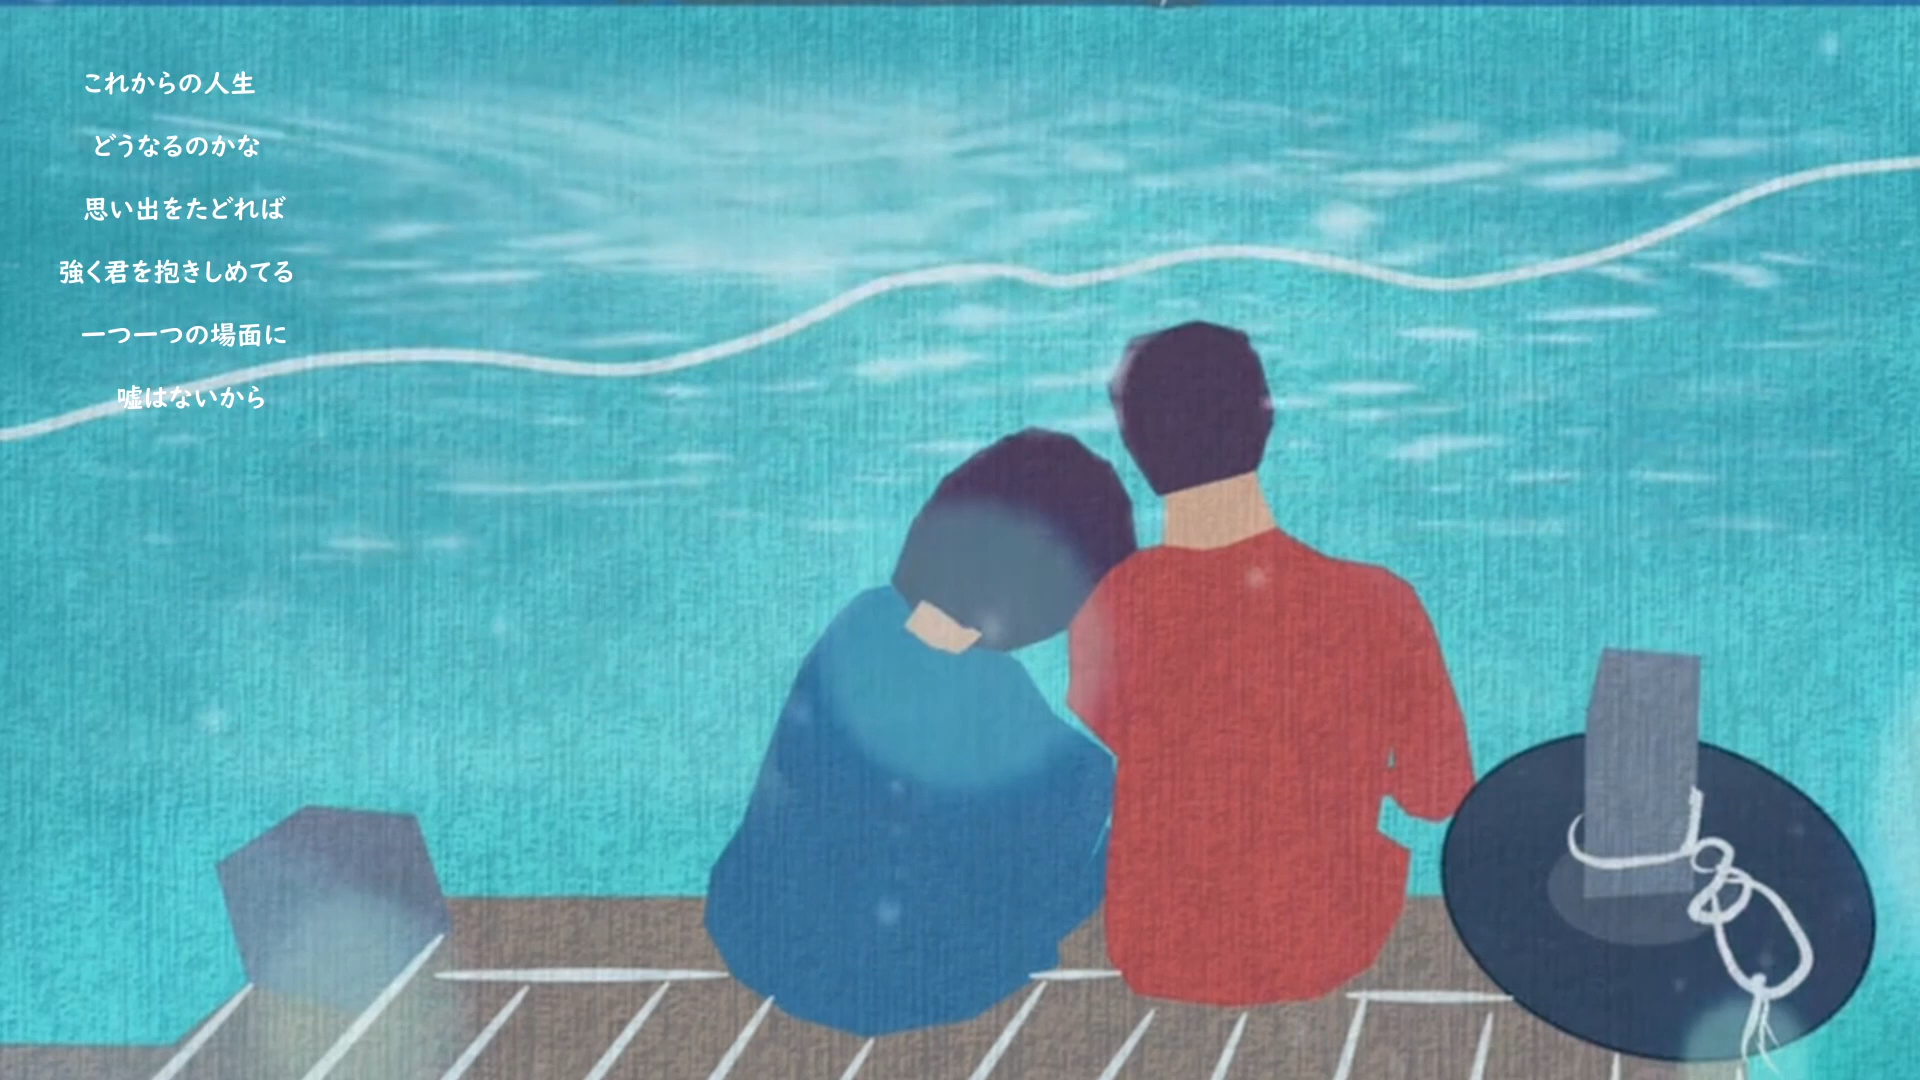 これからの人生
どうなるのかな
思い出をたどれば
強く君を抱きしめてる
一つ一つの場面に
嘘はないから